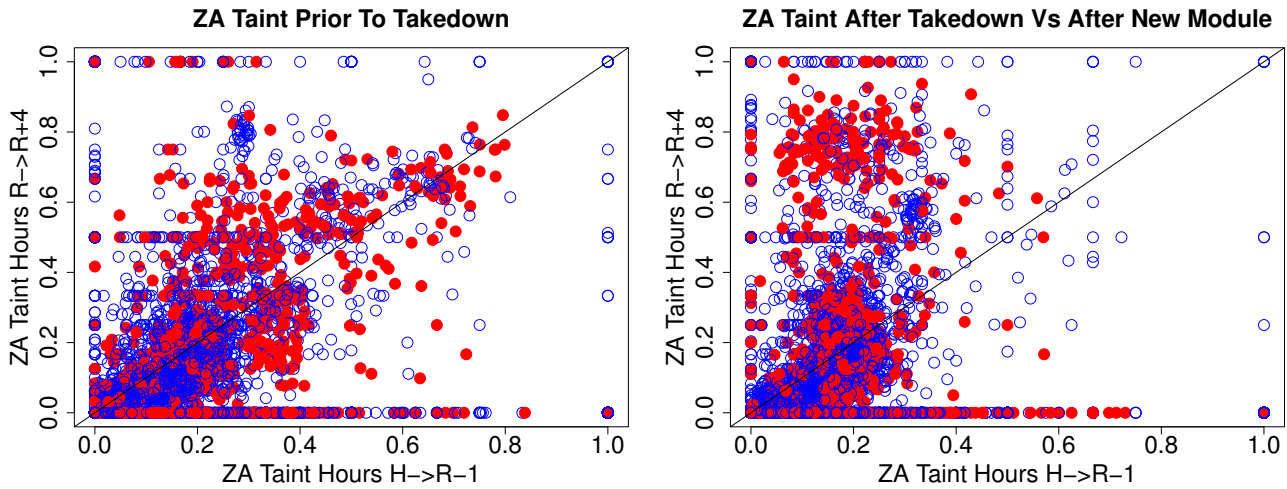 ZA Taint Prior To Takedown
ZA Taint Hours R−>R+4
1.0
0.8
0.6
0.4
0.2
0.0
0.0 0.2 0.4 0.6 0.8 1.0
ZA Taint Hours H−>R−1
ZA Taint After Takedown Vs After New Module
ZA Taint Hours R−>R+4
1.0
0.8
0.6
0.4
0.2
0.0
0.0 0.2 0.4 0.6 0.8 1.0
ZA Taint Hours H−>R−1